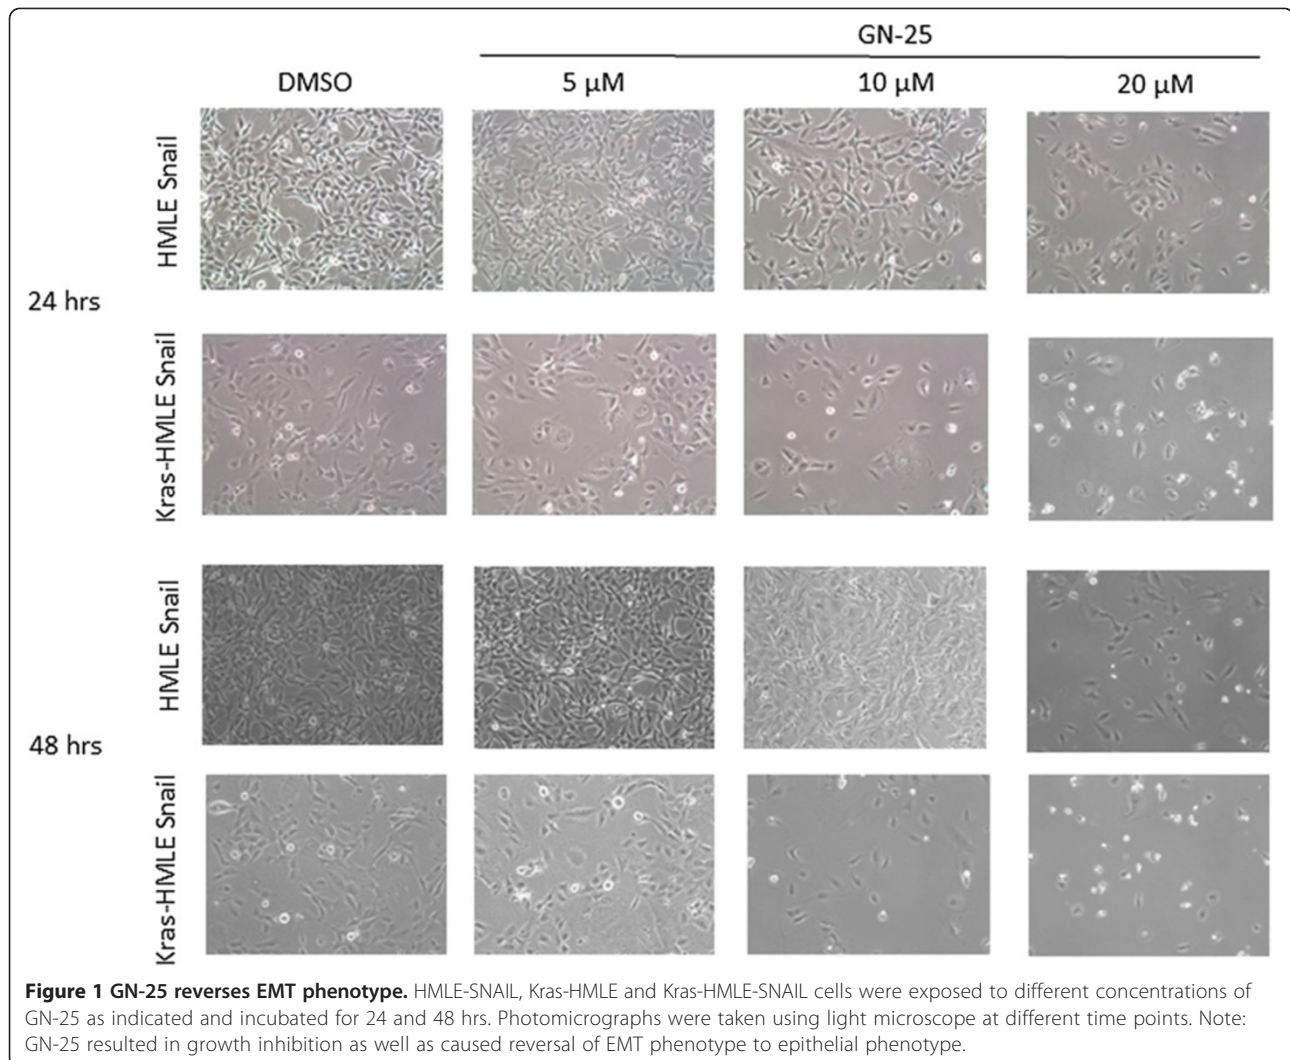 GN-25
DMSO 5 µM 10 µM 20 µM
HMLE Snail
24 hrs
Kras-HMLE Snail
HMLE Snail
48 hrs
Kras-HMLE Snail
Figure 1 GN-25 reverses EMT phenotype. HMLE-SNAIL, Kras-HMLE and Kras-HMLE-SNAIL cells were exposed to different concentrations of
GN-25 as indicated and incubated for 24 and 48 hrs. Photomicrographs were taken using light microscope at different time points. Note:
GN-25 resulted in growth inhibition as well as caused reversal of EMT phenotype to epithelial phenotype.